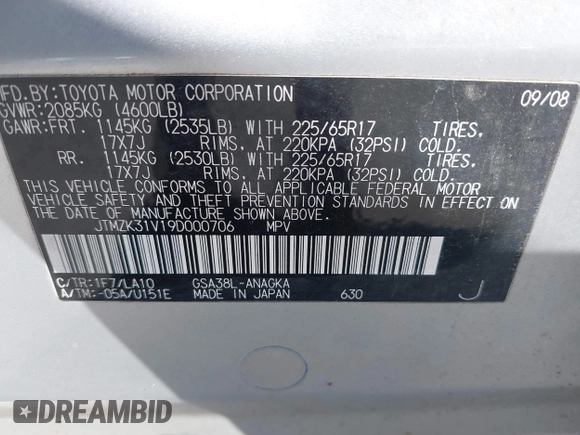 MFD.BY:TOYOTA MOTOR CORPORATION 09/08
GVWR:2085KG (4600LB)
GAWR:FRT. 1145KG (2535LB) WITH 225/65R17 TIRES,
17X7J RIMS, AT 220KPA (32PSI) COLD.
RR. 1145KG (2530LB) WITH 225/65R17 TIRES,
17X7J RIMS, AT 220KPA (32PSI) COLD.
THIS VEHICLE CONFORMS TO ALL APPLICABLE FEDERAL MOTOR
VEHICLE SAFETY AND THEFT PREVENTION STANDARDS IN EFFECT
ON THE DATE OF MANUFACTURE SHOWN ABOVE.
JTMZK31V19D000706 MPV
C/TR:1F7/LA10 GSA38L-ANAGKA
A/TM:-05A/U151E MADE IN JAPAN 630 J
DREAMBID